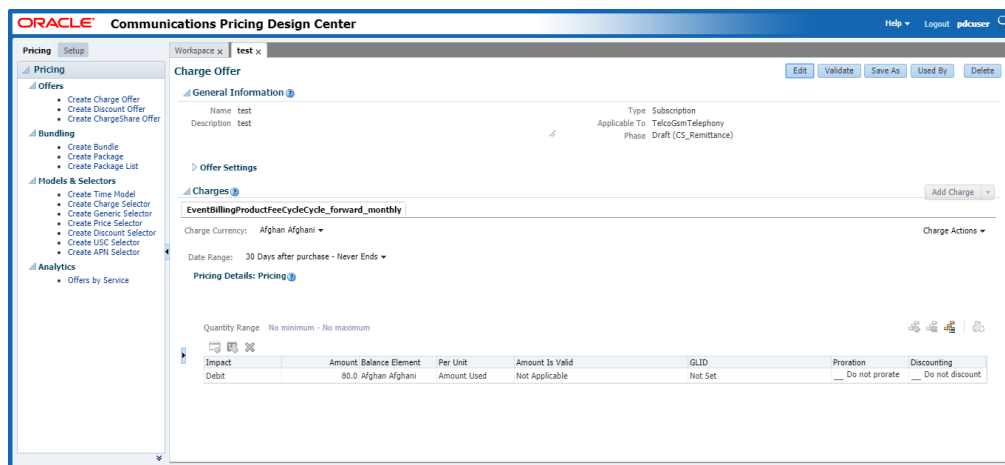 ORACLE® Communications Pricing Design Center
Help Logout pdcuser
Pricing Setup
Pricing
Offers
Create Charge Offer
Create Discount Offer
Create ChargeShare Offer
Bundling
Create Bundle
Create Package
Create Package List
Models & Selectors
Create Time Model
Create Charge Selector
Create Generic Selector
Create Price Selector
Create Discount Selector
Create USC Selector
Create APN Selector
Analytics
Offers by Service
Workspace x test x
Charge Offer
Edit Validate Save As Used By Delete
General Information
Name test
Description test
Type Subscription
Applicable To TelcoGsmTelephony
Phase Draft (CS_Remittance)
Offer Settings
Charges
Add Charge
EventBillingProductFeeCycleCycle_forward_monthly
Charge Currency: Afghan Afghani
Charge Actions
Date Range: 30 Days after purchase - Never Ends
Pricing Details: Pricing
Quantity Range No minimum - No maximum
Impact Amount Balance Element Per Unit Amount Is Valid GLID Proration Discounting
Debit 80.0 Afghan Afghani Amount Used Not Applicable Not Set Do not prorate Do not discount